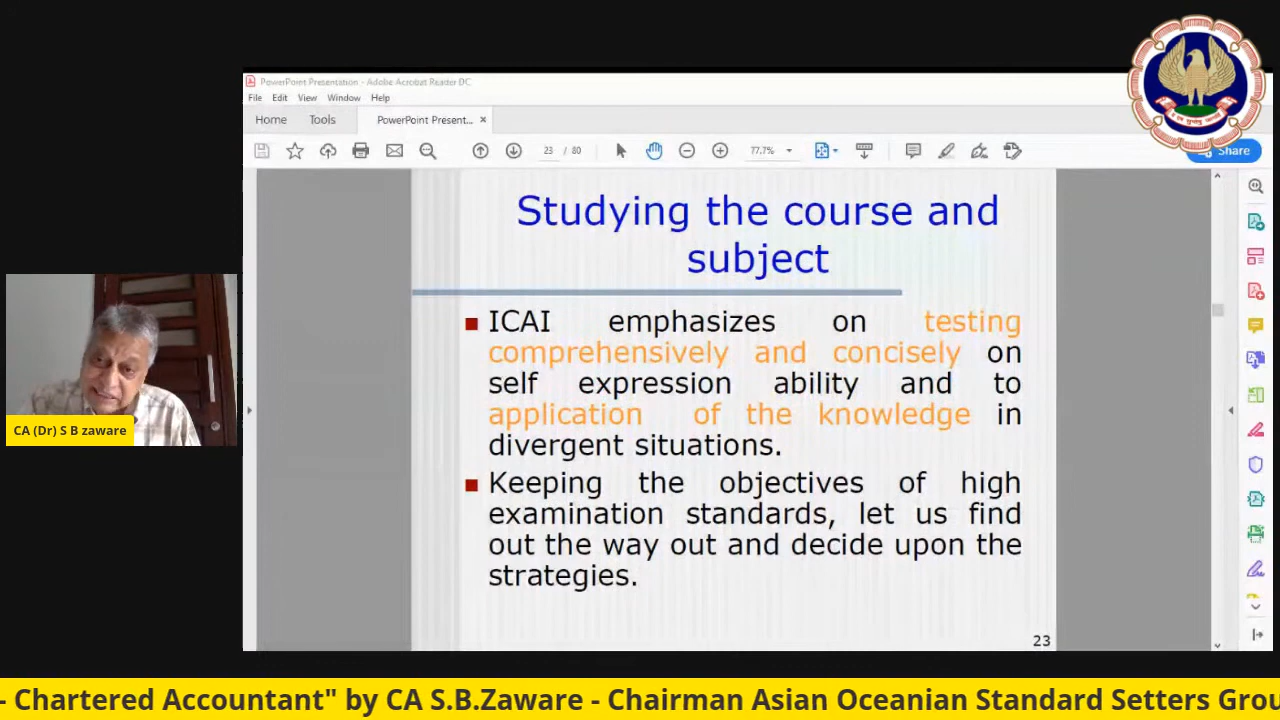 PowerPoint Presentation - Adobe Acrobat Reader DC
File Edit View Window Help
Home Tools PowerPoint Present... ×
23 / 80 77.7% Share
Studying the course and
subject
ICAI emphasizes on testing
comprehensively and concisely on
self expression ability and to
application of the knowledge in
divergent situations.
Keeping the objectives of high
examination standards, let us find
out the way out and decide upon the
strategies.
23
CA (Dr) S B zaware
- Chartered Accountant" by CA S.B.Zaware - Chairman Asian Oceanian Standard Setters Grou